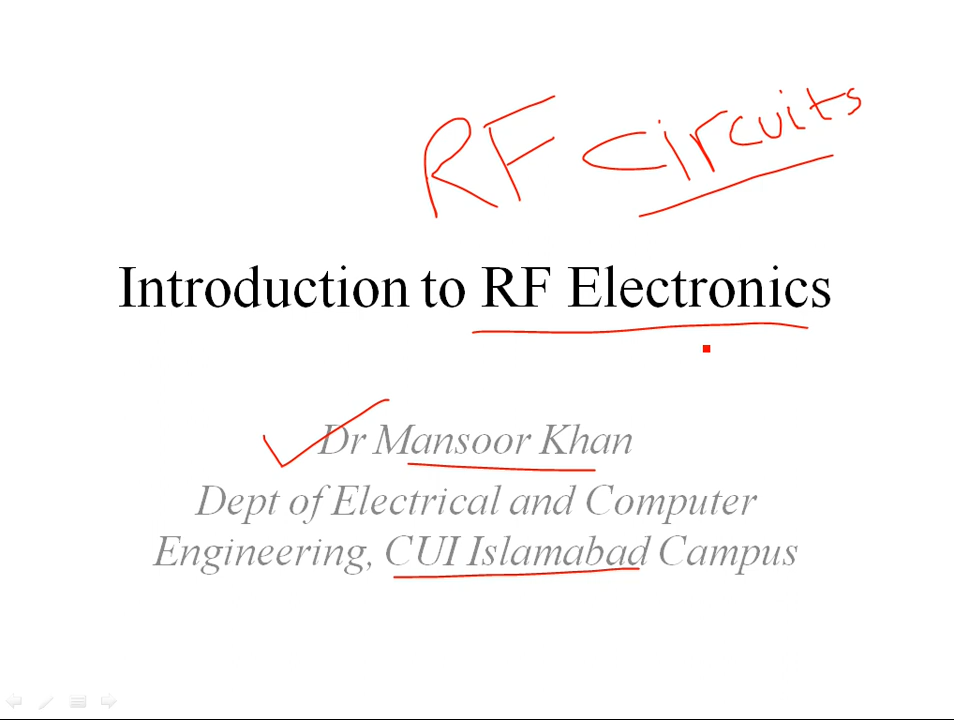 RF Circuits
Introduction to RF Electronics
Dr Mansoor Khan
Dept of Electrical and Computer
Engineering, CUI Islamabad Campus